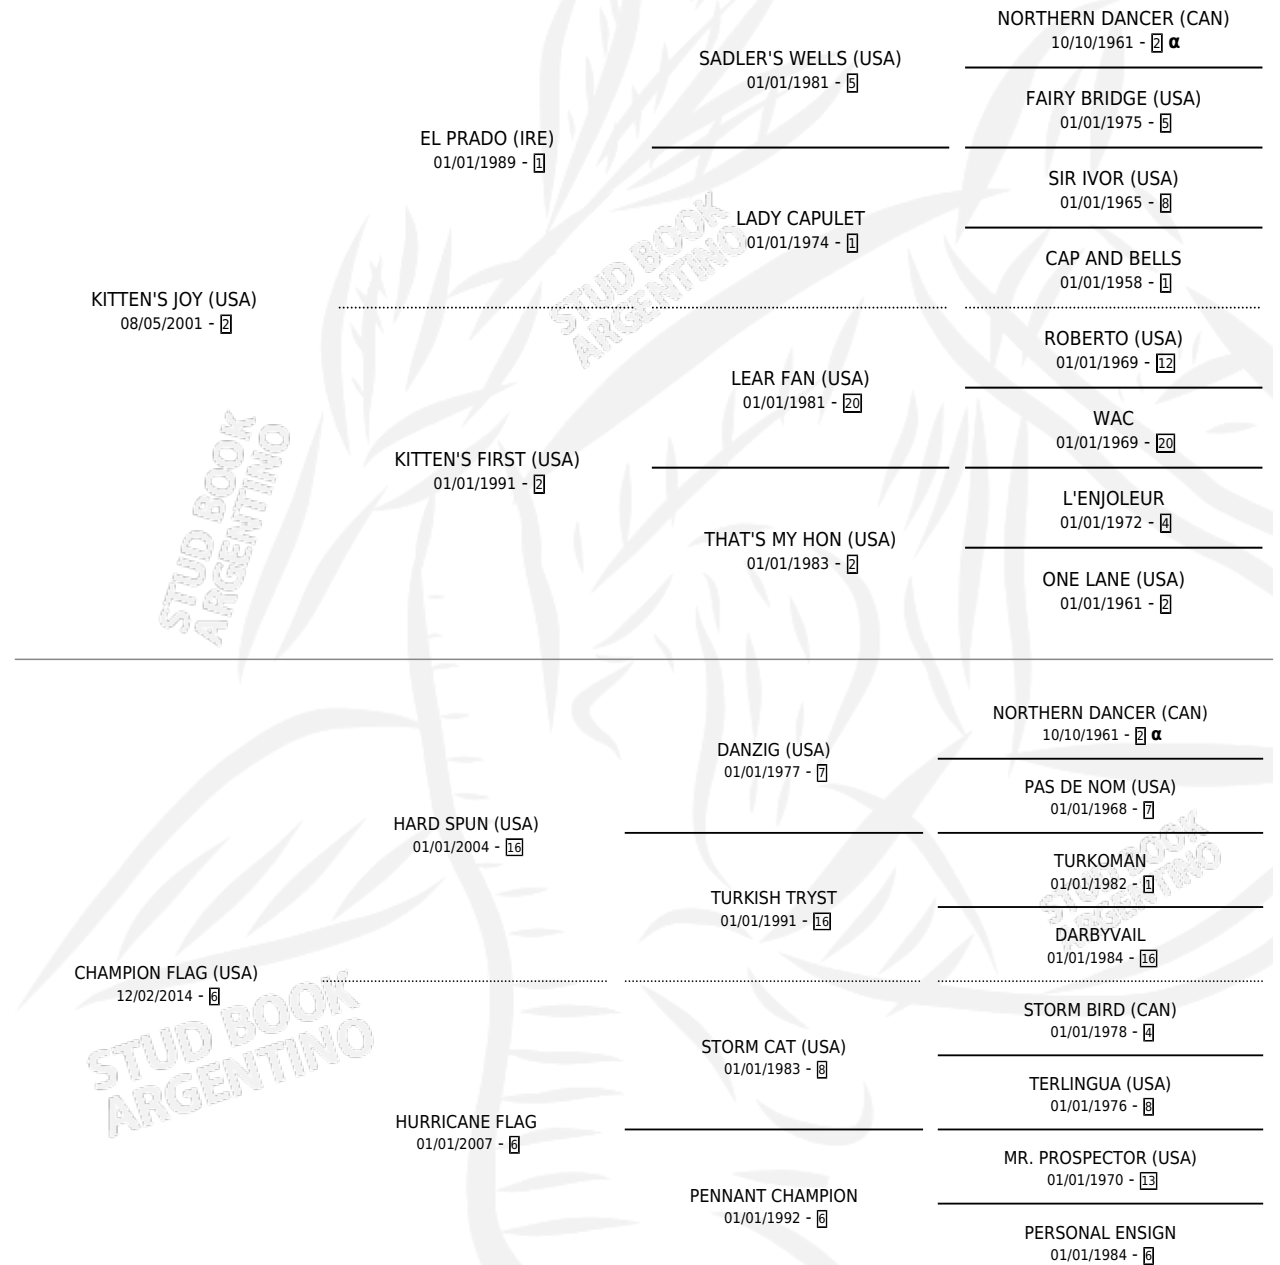 NORTHERN DANCER (CAN)
10/10/1961 - 2 α
SADLER'S WELLS (USA)
01/01/1981 - 5
FAIRY BRIDGE (USA)
01/01/1975 - 5
EL PRADO (IRE)
01/01/1989 - 1
SIR IVOR (USA)
01/01/1965 - 8
LADY CAPULET
01/01/1974 - 1
CAP AND BELLS
01/01/1958 - 1
KITTEN'S JOY (USA)
08/05/2001 - 2
ROBERTO (USA)
01/01/1969 - 12
LEAR FAN (USA)
01/01/1981 - 20
WAC
01/01/1969 - 20
KITTEN'S FIRST (USA)
01/01/1991 - 2
L'ENJOLEUR
01/01/1972 - 4
THAT'S MY HON (USA)
01/01/1983 - 2
ONE LANE (USA)
01/01/1961 - 2
STUD BOOK
ARGENTINO
STUD BOOK
ARGENTINO
NORTHERN DANCER (CAN)
10/10/1961 - 2 α
DANZIG (USA)
01/01/1977 - 7
PAS DE NOM (USA)
01/01/1968 - 7
HARD SPUN (USA)
01/01/2004 - 16
TURKOMAN
01/01/1982 - 1
TURKISH TRYST
01/01/1991 - 16
DARBYVAIL
01/01/1984 - 16
CHAMPION FLAG (USA)
12/02/2014 - 6
STORM BIRD (CAN)
01/01/1978 - 4
STORM CAT (USA)
01/01/1983 - 8
TERLINGUA (USA)
01/01/1976 - 8
HURRICANE FLAG
01/01/2007 - 6
MR. PROSPECTOR (USA)
01/01/1970 - 13
PENNANT CHAMPION
01/01/1992 - 6
PERSONAL ENSIGN
01/01/1984 - 6
STUD BOOK
ARGENTINO
STUD BOOK
ARGENTINO